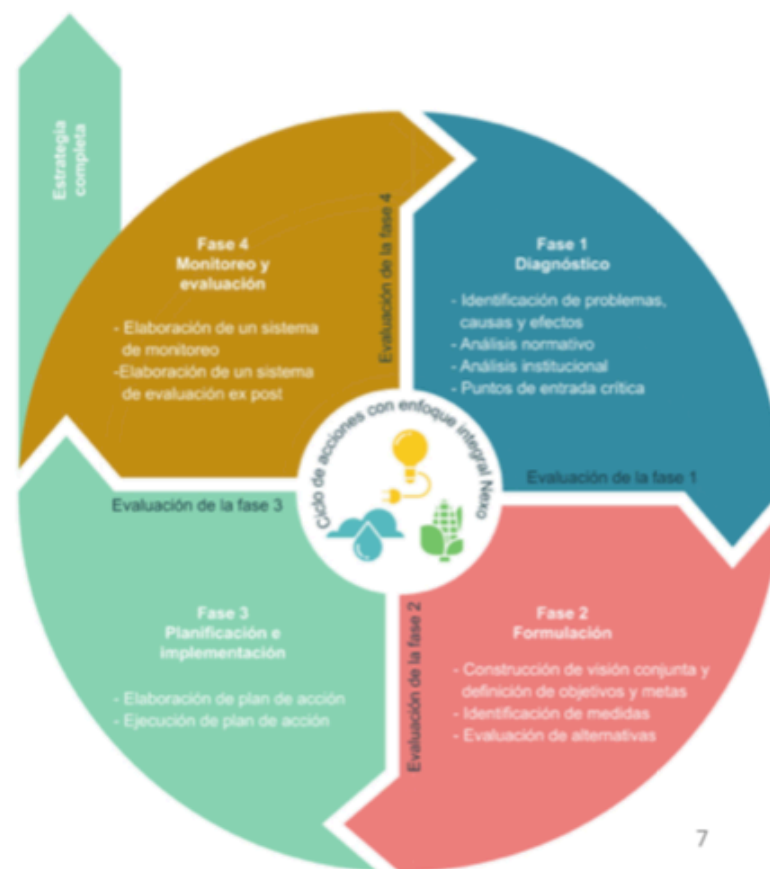 Estrategia
completa
Fase 4
Monitoreo y
evaluación
- Elaboración de un sistema
de monitoreo
-Elaboración de un sistema
de evaluación ex post
Evaluación de la fase 4
Fase 1
Diagnóstico
- Identificación de problemas,
causas y efectos
- Análisis normativo
- Análisis institucional
- Puntos de entrada crítica
Evaluación de la fase 1
Ciclo de acciones con enfoque integral Nexo
Evaluación de la fase 3
Fase 3
Planificación e
implementación
- Elaboración de plan de acción
- Ejecución de plan de acción
Evaluación de la fase 2
Fase 2
Formulación
- Construcción de visión conjunta y
definición de objetivos y metas
- Identificación de medidas
- Evaluación de alternativas
7